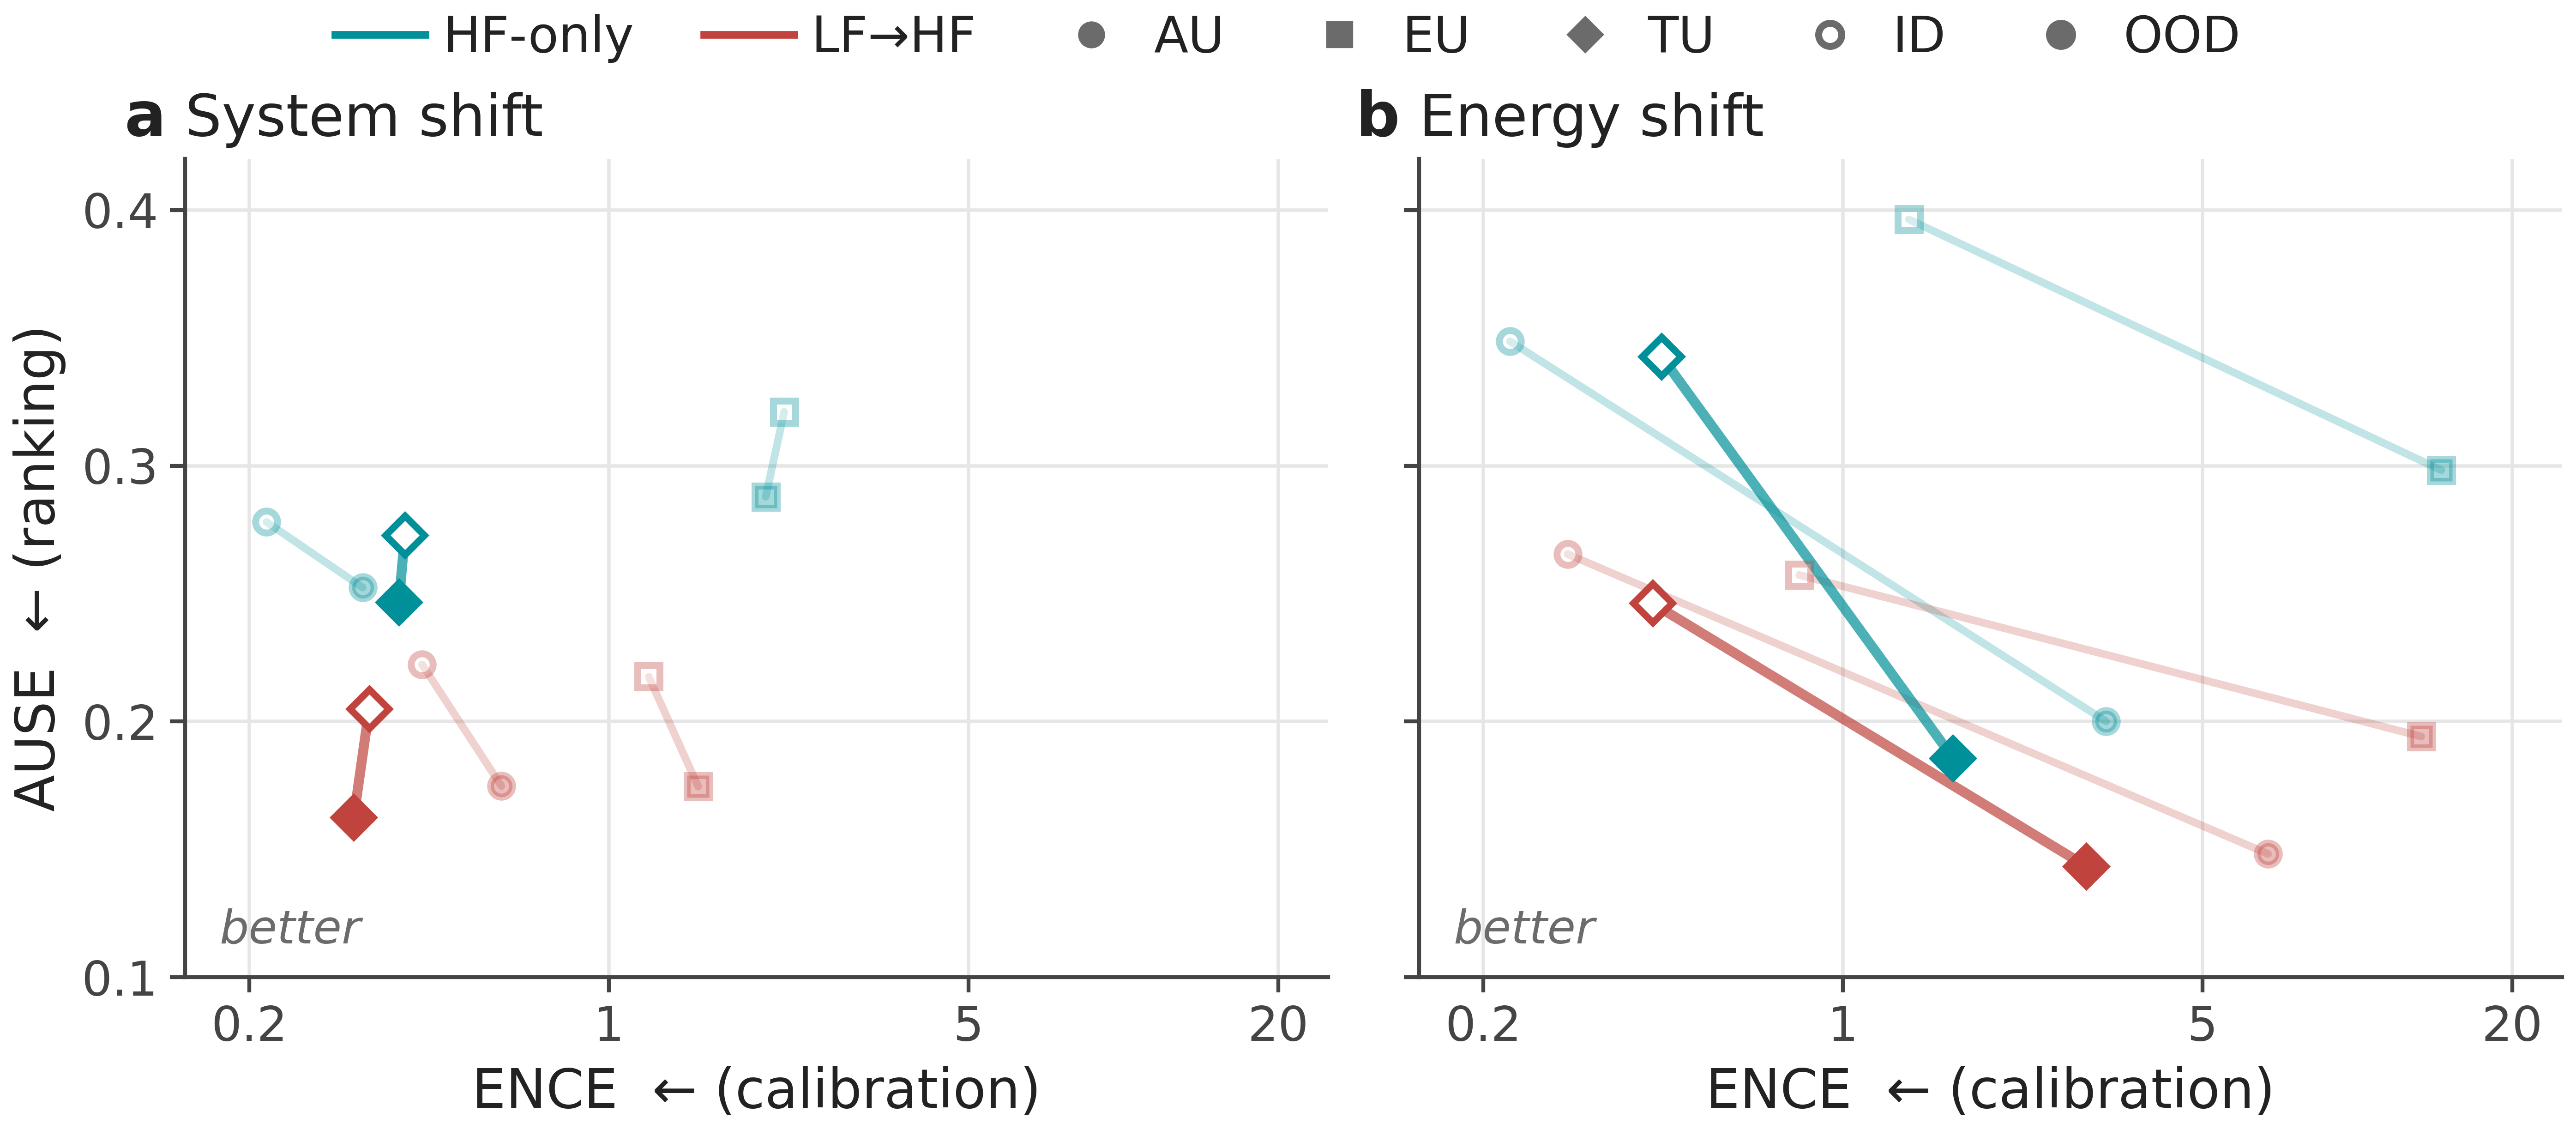 HF-only LF→HF AU EU TU ID OOD
a System shift
b Energy shift
AUSE ← (ranking)
0.4
0.3
0.2
0.1
better
better
0.2 1 5 20
0.2 1 5 20
ENCE ← (calibration)
ENCE ← (calibration)